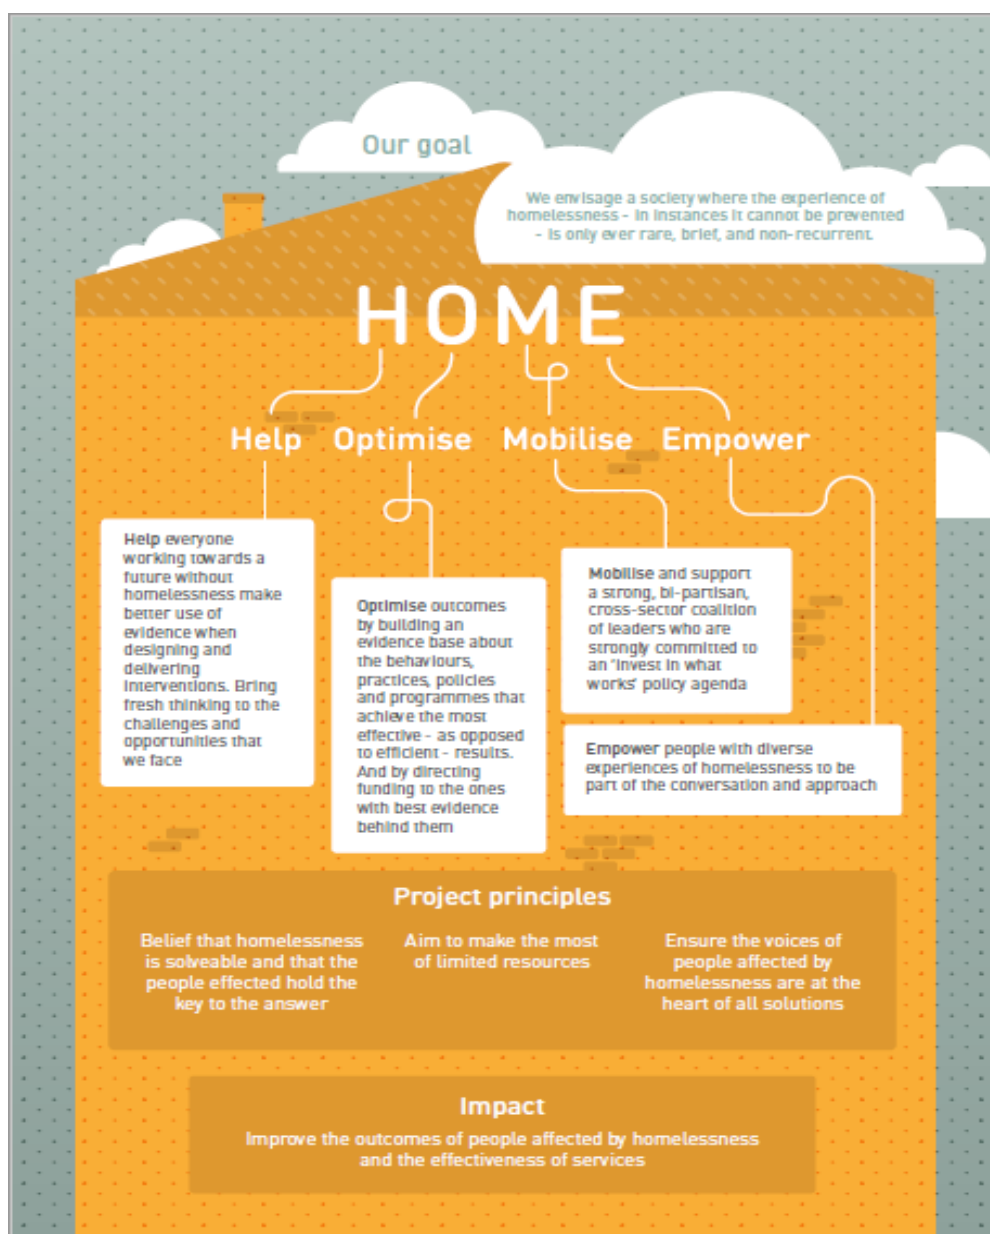 Our goal
We envisage a society where the experience of
homelessness - in instances it cannot be prevented
- is only ever rare, brief, and non-recurrent.
HOME
Help
Optimise
Mobilise
Empower
Help everyone
working towards a
future without
homelessness make
better use of
evidence when
designing and
delivering
interventions. Bring
fresh thinking to the
challenges and
opportunities that
we face
Optimise outcomes
by building an
evidence base about
the behaviours,
practices, policies
and programmes that
achieve the most
effective - as opposed
to efficient - results.
And by directing
funding to the ones
with best evidence
behind them
Mobilise and support
a strong, bi-partisan,
cross-sector coalition
of leaders who are
strongly committed to
an 'invest in what
works' policy agenda
Empower people with diverse
experiences of homelessness to be
part of the conversation and approach
Project principles
Belief that homelessness
is solveable and that the
people effected hold the
key to the answer
Aim to make the most
of limited resources
Ensure the voices of
people affected by
homelessness are at the
heart of all solutions
Impact
Improve the outcomes of people affected by homelessness
and the effectiveness of services